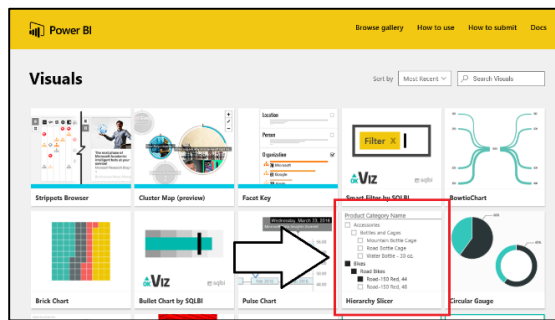 Power BI
Browse gallery How to use How to submit Docs
Visuals
Sort by Most Recent Search Visuals
Location
Person
Organization
Microsoft
Google
Filter X
OKVIZ sqlbi
Strippets Browser
Cluster Map (preview)
Facet Key
Smart Filter by SQLBI
BowtieChart
Wednesday, March 23, 2016
Product Category Name
Accessories
Bottles and Cages
Mountain Bottle Cage
Road Bottle Cage
Water Bottle - 30 oz.
Bikes
Road Bikes
Road-150 Red, 44
Road-150 Red, 48
OKVIZ sqlbi
Brick Chart
Bullet Chart by SQLBI
Pulse Chart
Hierarchy Slicer
Circular Gauge